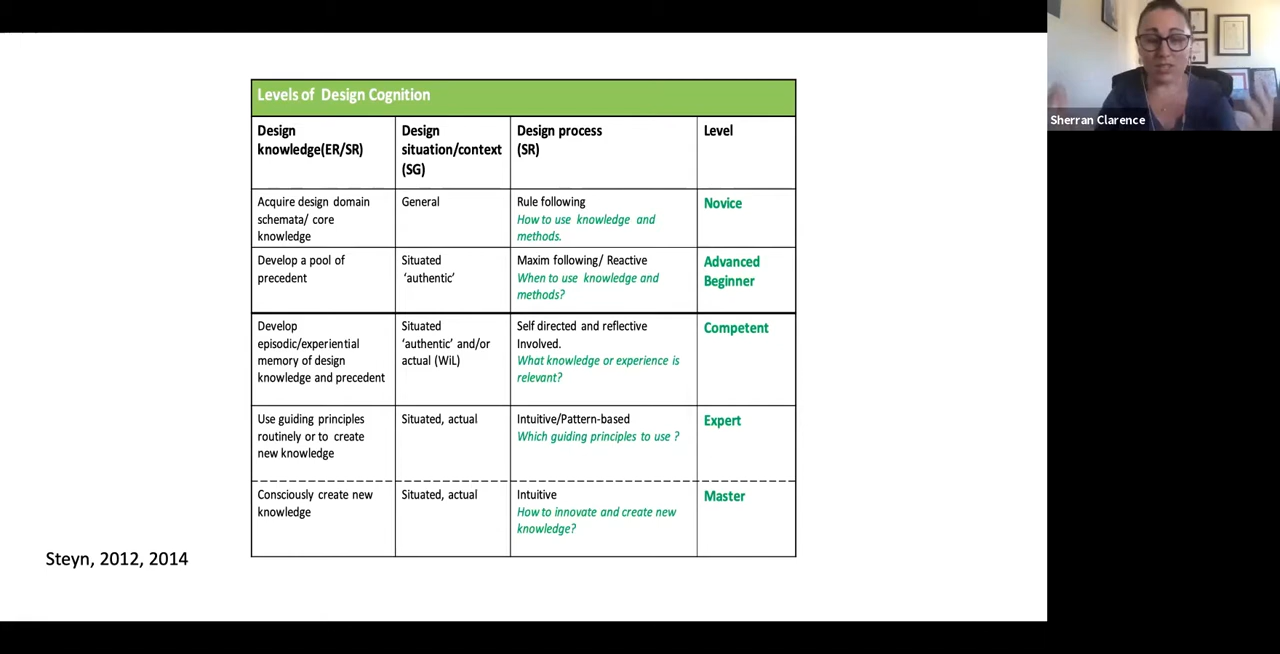 Levels of Design Cognition
Design
knowledge(ER/SR)
Design
situation/context
(SG)
Design process
(SR)
Level
Acquire design domain
schemata/ core
knowledge
General
Rule following
How to use knowledge and
methods.
Novice
Develop a pool of
precedent
Situated
‘authentic’
Maxim following/ Reactive
When to use knowledge and
methods?
Advanced
Beginner
Develop
episodic/experiential
memory of design
knowledge and precedent
Situated
‘authentic’ and/or
actual (WiL)
Self directed and reflective
Involved.
What knowledge or experience is
relevant?
Competent
Use guiding principles
routinely or to create
new knowledge
Situated, actual
Intuitive/Pattern-based
Which guiding principles to use ?
Expert
Consciously create new
knowledge
Situated, actual
Intuitive
How to innovate and create new
knowledge?
Master
Steyn, 2012, 2014
Sherran Clarence